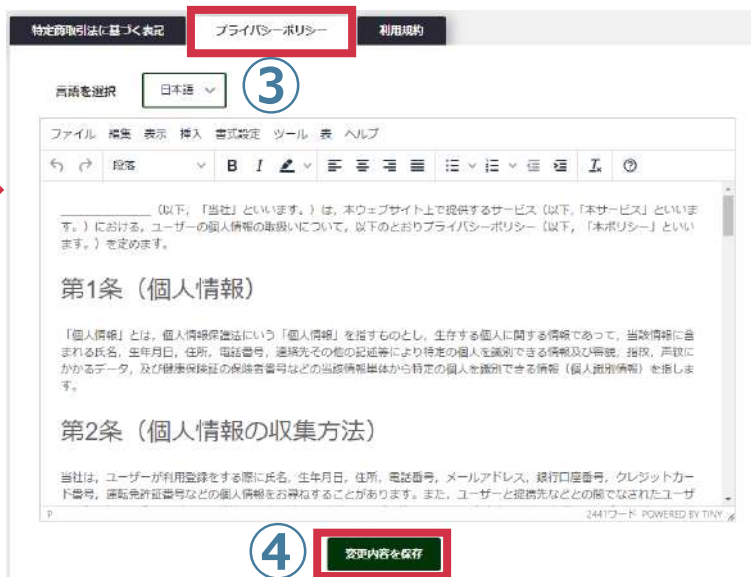 特定商取引法に基づく表記 プライバシーポリシー 利用規約
言語を選択 日本語 ③
ファイル 編集 表示 挿入 書式設定 ツール 表 ヘルプ
段落 B I
____________（以下，「当社」といいます。）は，本ウェブサイト上で提供するサービス（以下，「本サービス」といいま
す。）における，ユーザーの個人情報の取扱いについて，以下のとおりプライバシーポリシー（以下，「本ポリシー」といい
ます。）を定めます。
第1条（個人情報）
「個人情報」とは，個人情報保護法にいう「個人情報」を指すものとし，生存する個人に関する情報であって，当該情報に含
まれる氏名，生年月日，住所，電話番号，連絡先その他の記述等により特定の個人を識別できる情報及び容貌，指紋，声紋に
かかるデータ，及び健康保険証の保険者番号などの当該情報単体から特定の個人を識別できる情報（個人識別情報）を指しま
す。
第2条（個人情報の収集方法）
当社は，ユーザーが利用登録をする際に氏名，生年月日，住所，電話番号，メールアドレス，銀行口座番号，クレジットカー
ド番号，運転免許証番号などの個人情報をお尋ねすることがあります。また，ユーザーと提携先などとの間でなされたユーザ
P 2441ワード POWERED BY TINY
④ 変更内容を保存